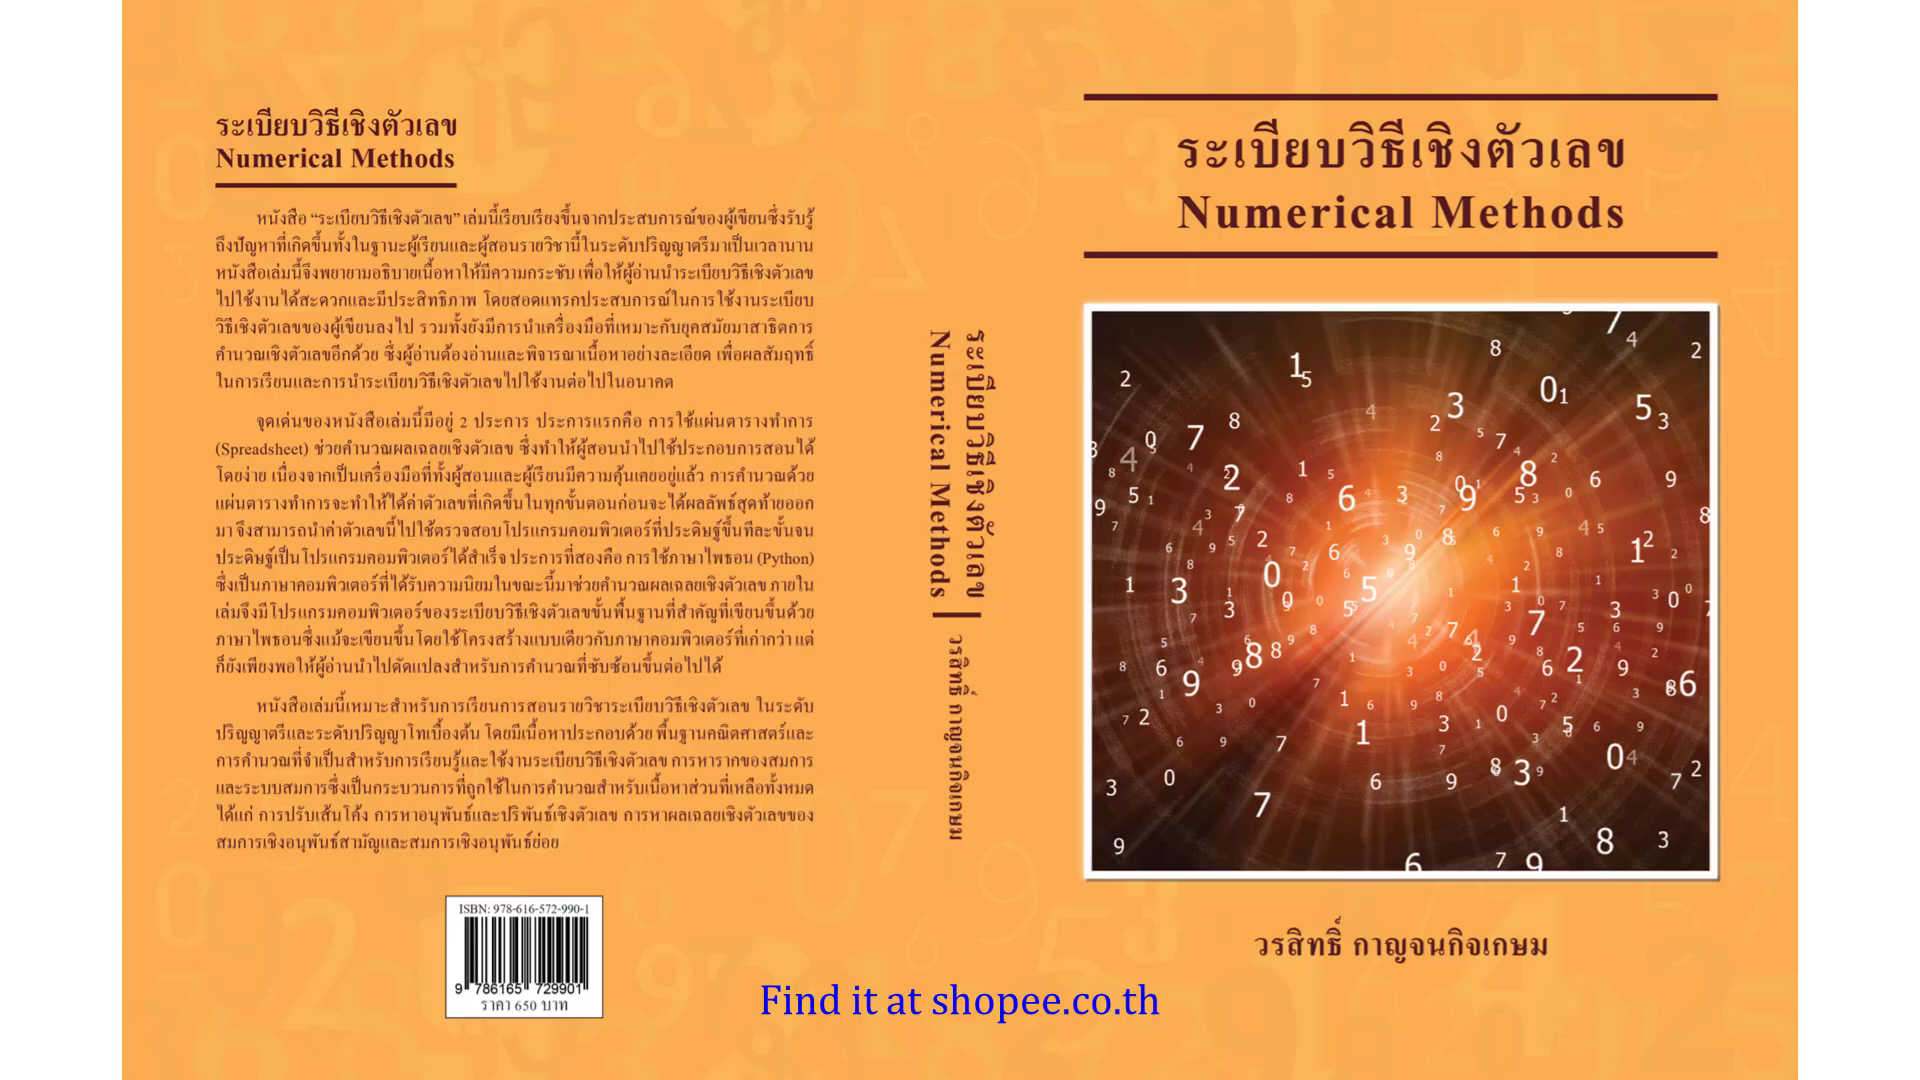 ระเบียบวิธีเชิงตัวเลข
Numerical Methods
หนังสือ “ระเบียบวิธีเชิงตัวเลข” เล่มนี้เรียบเรียงขึ้นจากประสบการณ์ของผู้เขียนซึ่งรับรู้
ถึงปัญหาที่เกิดขึ้นทั้งในฐานะผู้เรียนและผู้สอนรายวิชานี้ในระดับปริญญาตรีมาเป็นเวลานาน
หนังสือเล่มนี้จึงพยายามอธิบายเนื้อหาให้มีความกระชับ เพื่อให้ผู้อ่านนำระเบียบวิธีเชิงตัวเลข
ไปใช้งานได้สะดวกและมีประสิทธิภาพ โดยสอดแทรกประสบการณ์ในการใช้งานระเบียบ
วิธีเชิงตัวเลขของผู้เขียนลงไป รวมทั้งยังมีการนำเครื่องมือที่เหมาะกับยุคสมัยมาสาธิตการ
คำนวณเชิงตัวเลขอีกด้วย ซึ่งผู้อ่านต้องอ่านและพิจารณาเนื้อหาอย่างละเอียด เพื่อผลสัมฤทธิ์
ในการเรียนและการนำระเบียบวิธีเชิงตัวเลขไปใช้งานต่อไปในอนาคต
จุดเด่นของหนังสือเล่มนี้มีอยู่ 2 ประการ ประการแรกคือ การใช้แผ่นตารางทำการ
(Spreadsheet) ช่วยคำนวณผลเฉลยเชิงตัวเลข ซึ่งทำให้ผู้สอนนำไปใช้ประกอบการสอนได้
โดยง่าย เนื่องจากเป็นเครื่องมือที่ทั้งผู้สอนและผู้เรียนมีความคุ้นเคยอยู่แล้ว การคำนวณด้วย
แผ่นตารางทำการจะทำให้ได้ค่าตัวเลขที่เกิดขึ้นในทุกขั้นตอนก่อนจะได้ผลลัพธ์สุดท้ายออก
มา จึงสามารถนำค่าตัวเลขนี้ไปใช้ตรวจสอบโปรแกรมคอมพิวเตอร์ที่ประดิษฐ์ขึ้นทีละขั้นจน
ประดิษฐ์เป็นโปรแกรมคอมพิวเตอร์ได้สำเร็จ ประการที่สองคือ การใช้ภาษาไพธอน (Python)
ซึ่งเป็นภาษาคอมพิวเตอร์ที่ได้รับความนิยมในขณะนี้มาช่วยคำนวณผลเฉลยเชิงตัวเลข ภายใน
เล่มจึงมีโปรแกรมคอมพิวเตอร์ของระเบียบวิธีเชิงตัวเลขขั้นพื้นฐานที่สำคัญที่เขียนขึ้นด้วย
ภาษาไพธอนซึ่งแม้จะเขียนขึ้นโดยใช้โครงสร้างแบบเดียวกับภาษาคอมพิวเตอร์ที่เก่ากว่า แต่
ก็ยังเพียงพอให้ผู้อ่านนำไปดัดแปลงสำหรับการคำนวณที่ซับซ้อนขึ้นต่อไปได้
หนังสือเล่มนี้เหมาะสำหรับการเรียนการสอนรายวิชาระเบียบวิธีเชิงตัวเลข ในระดับ
ปริญญาตรีและระดับปริญญาโทเบื้องต้น โดยมีเนื้อหาประกอบด้วย พื้นฐานคณิตศาสตร์และ
การคำนวณที่จำเป็นสำหรับการเรียนรู้และใช้งานระเบียบวิธีเชิงตัวเลข การหารากของสมการ
และระบบสมการซึ่งเป็นกระบวนการที่ถูกใช้ในการคำนวณสำหรับเนื้อหาส่วนที่เหลือทั้งหมด
ได้แก่ การปรับเส้นโค้ง การหาอนุพันธ์และปริพันธ์เชิงตัวเลข การหาผลเฉลยเชิงตัวเลขของ
สมการเชิงอนุพันธ์สามัญและสมการเชิงอนุพันธ์ย่อย
ISBN: 978-616-572-990-1
9 786165 729901
ราคา 650 บาท
ระเบียบวิธีเชิงตัวเลข
Numerical Methods
วรสิทธิ์ กาญจนกิจเกษม
ระเบียบวิธีเชิงตัวเลข
Numerical Methods
วรสิทธิ์ กาญจนกิจเกษม
Find it at shopee.co.th